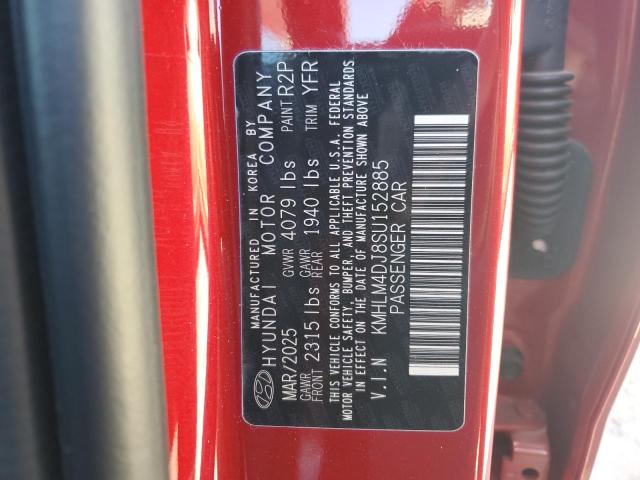 MANUFACTURED IN KOREA BY
HYUNDAI MOTOR COMPANY
MAR/2025 GVWR 4079 lbs PAINT R2P
GAWR FRONT 2315 lbs GAWR REAR 1940 lbs TRIM YFR
THIS VEHICLE CONFORMS TO ALL APPLICABLE U.S.A. FEDERAL
MOTOR VEHICLE SAFETY, BUMPER, AND THEFT PREVENTION STANDARDS
IN EFFECT ON THE DATE OF MANUFACTURE SHOWN ABOVE
V.I.N KMHLM4DJ8SU152885
PASSENGER CAR